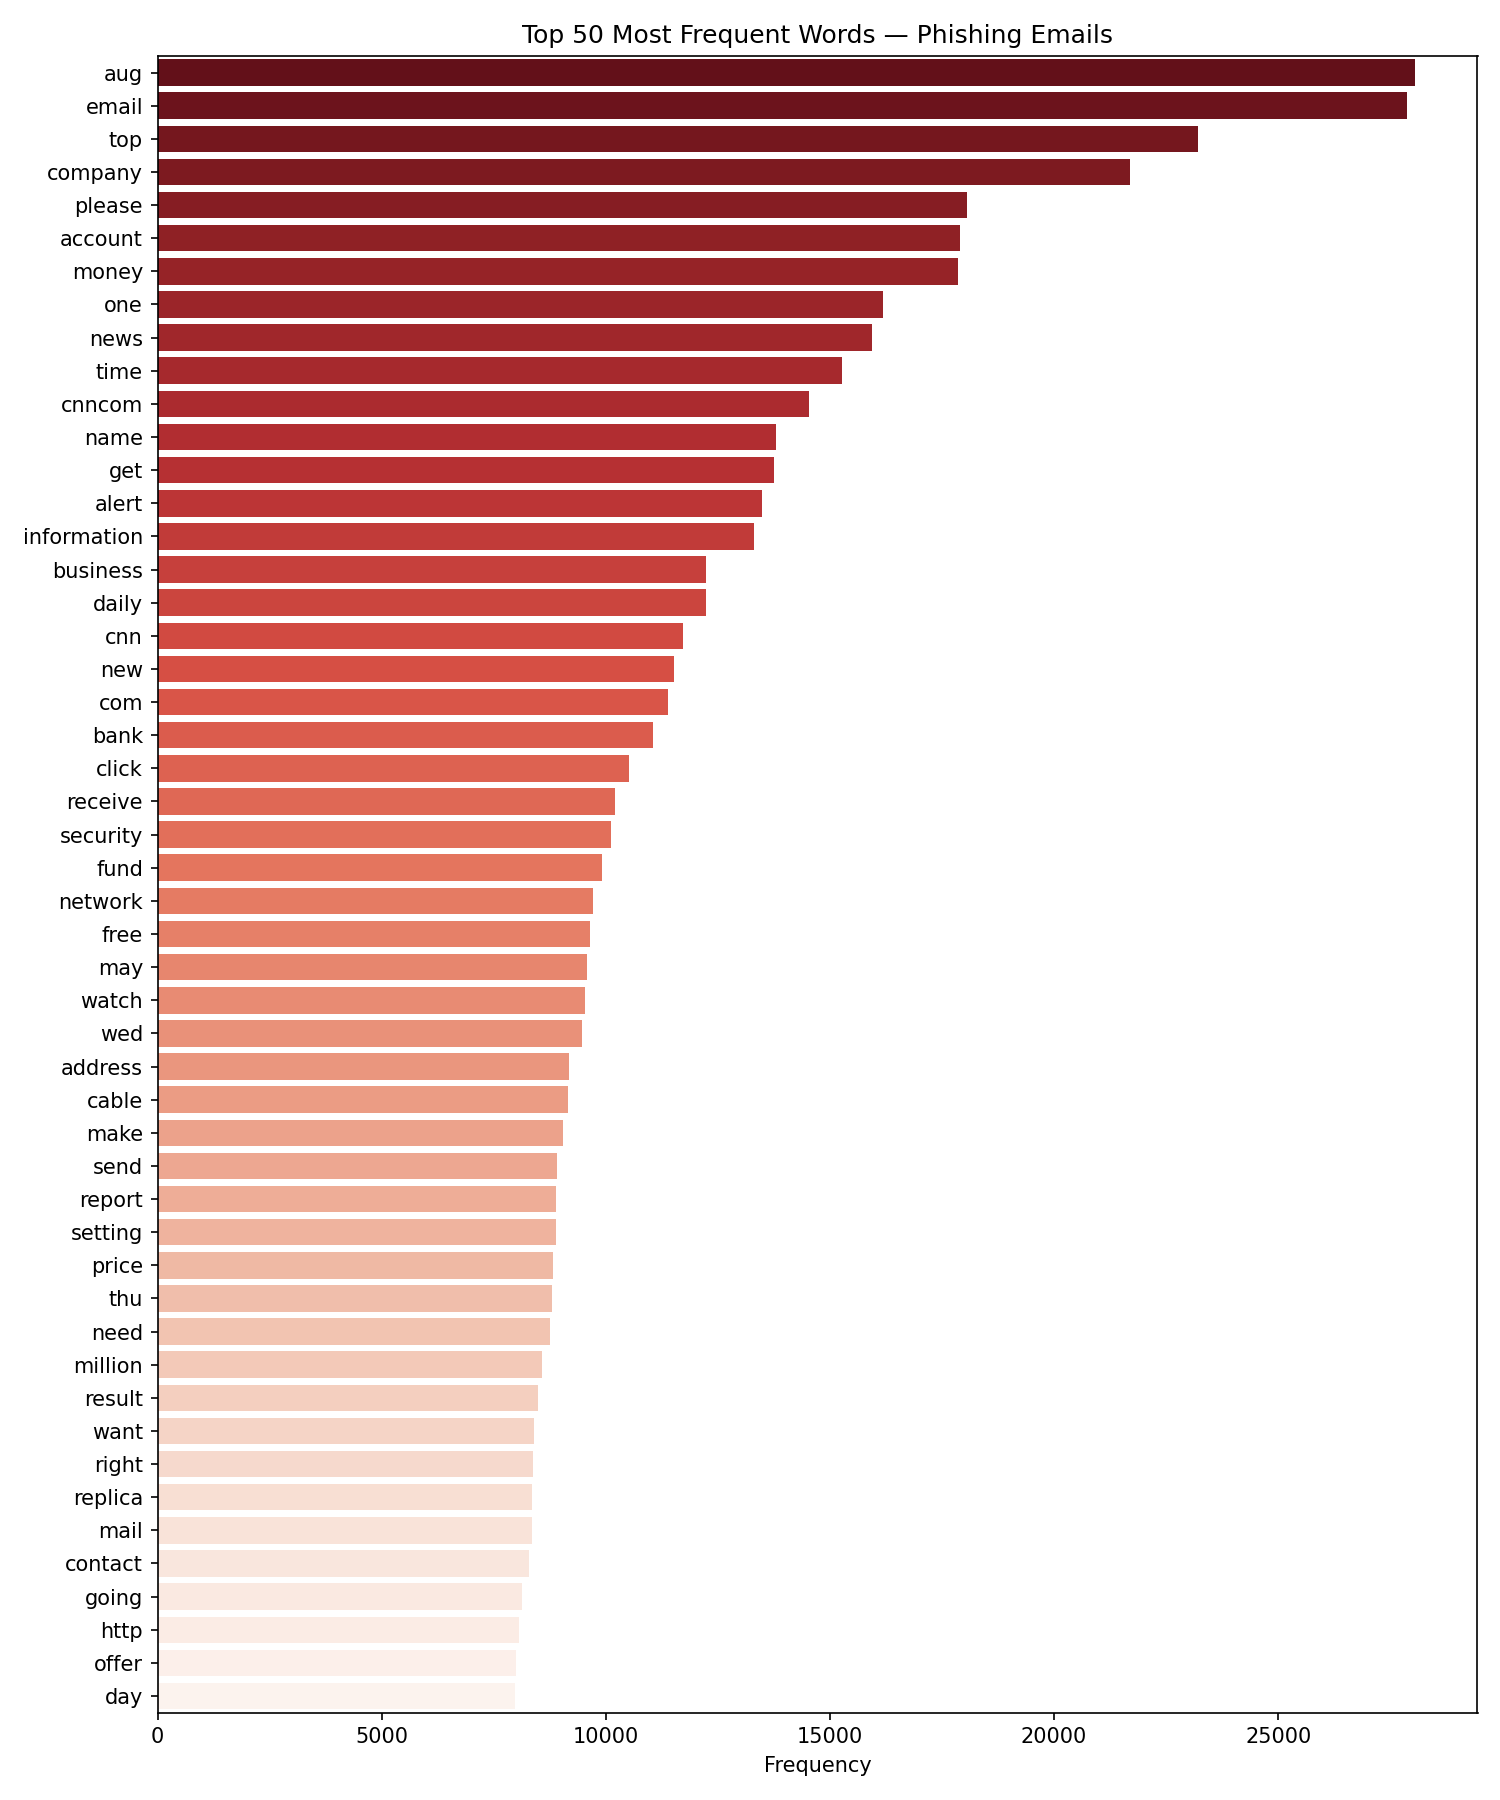 Top 50 Most Frequent Words — Phishing Emails
aug
email
top
company
please
account
money
one
news
time
cnncom
name
get
alert
information
business
daily
cnn
new
com
bank
click
receive
security
fund
network
free
may
watch
wed
address
cable
make
send
report
setting
price
thu
need
million
result
want
right
replica
mail
contact
going
http
offer
day
0 5000 10000 15000 20000 25000
Frequency